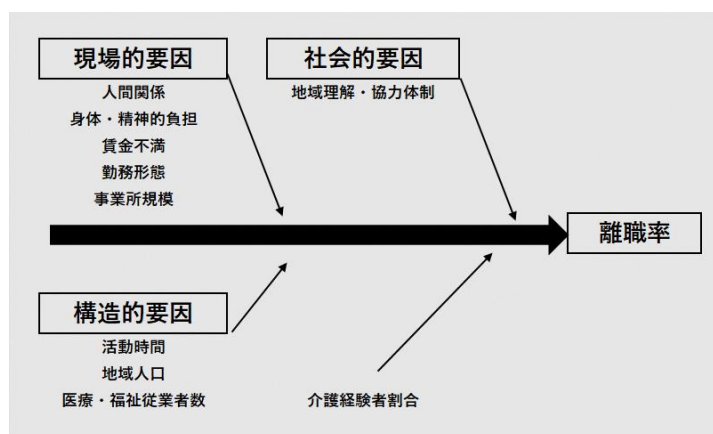 現場的要因
人間関係
身体・精神的負担
賃金不満
勤務形態
事業所規模
社会的要因
地域理解・協力体制
離職率
構造的要因
活動時間
地域人口
医療・福祉従業者数
介護経験者割合